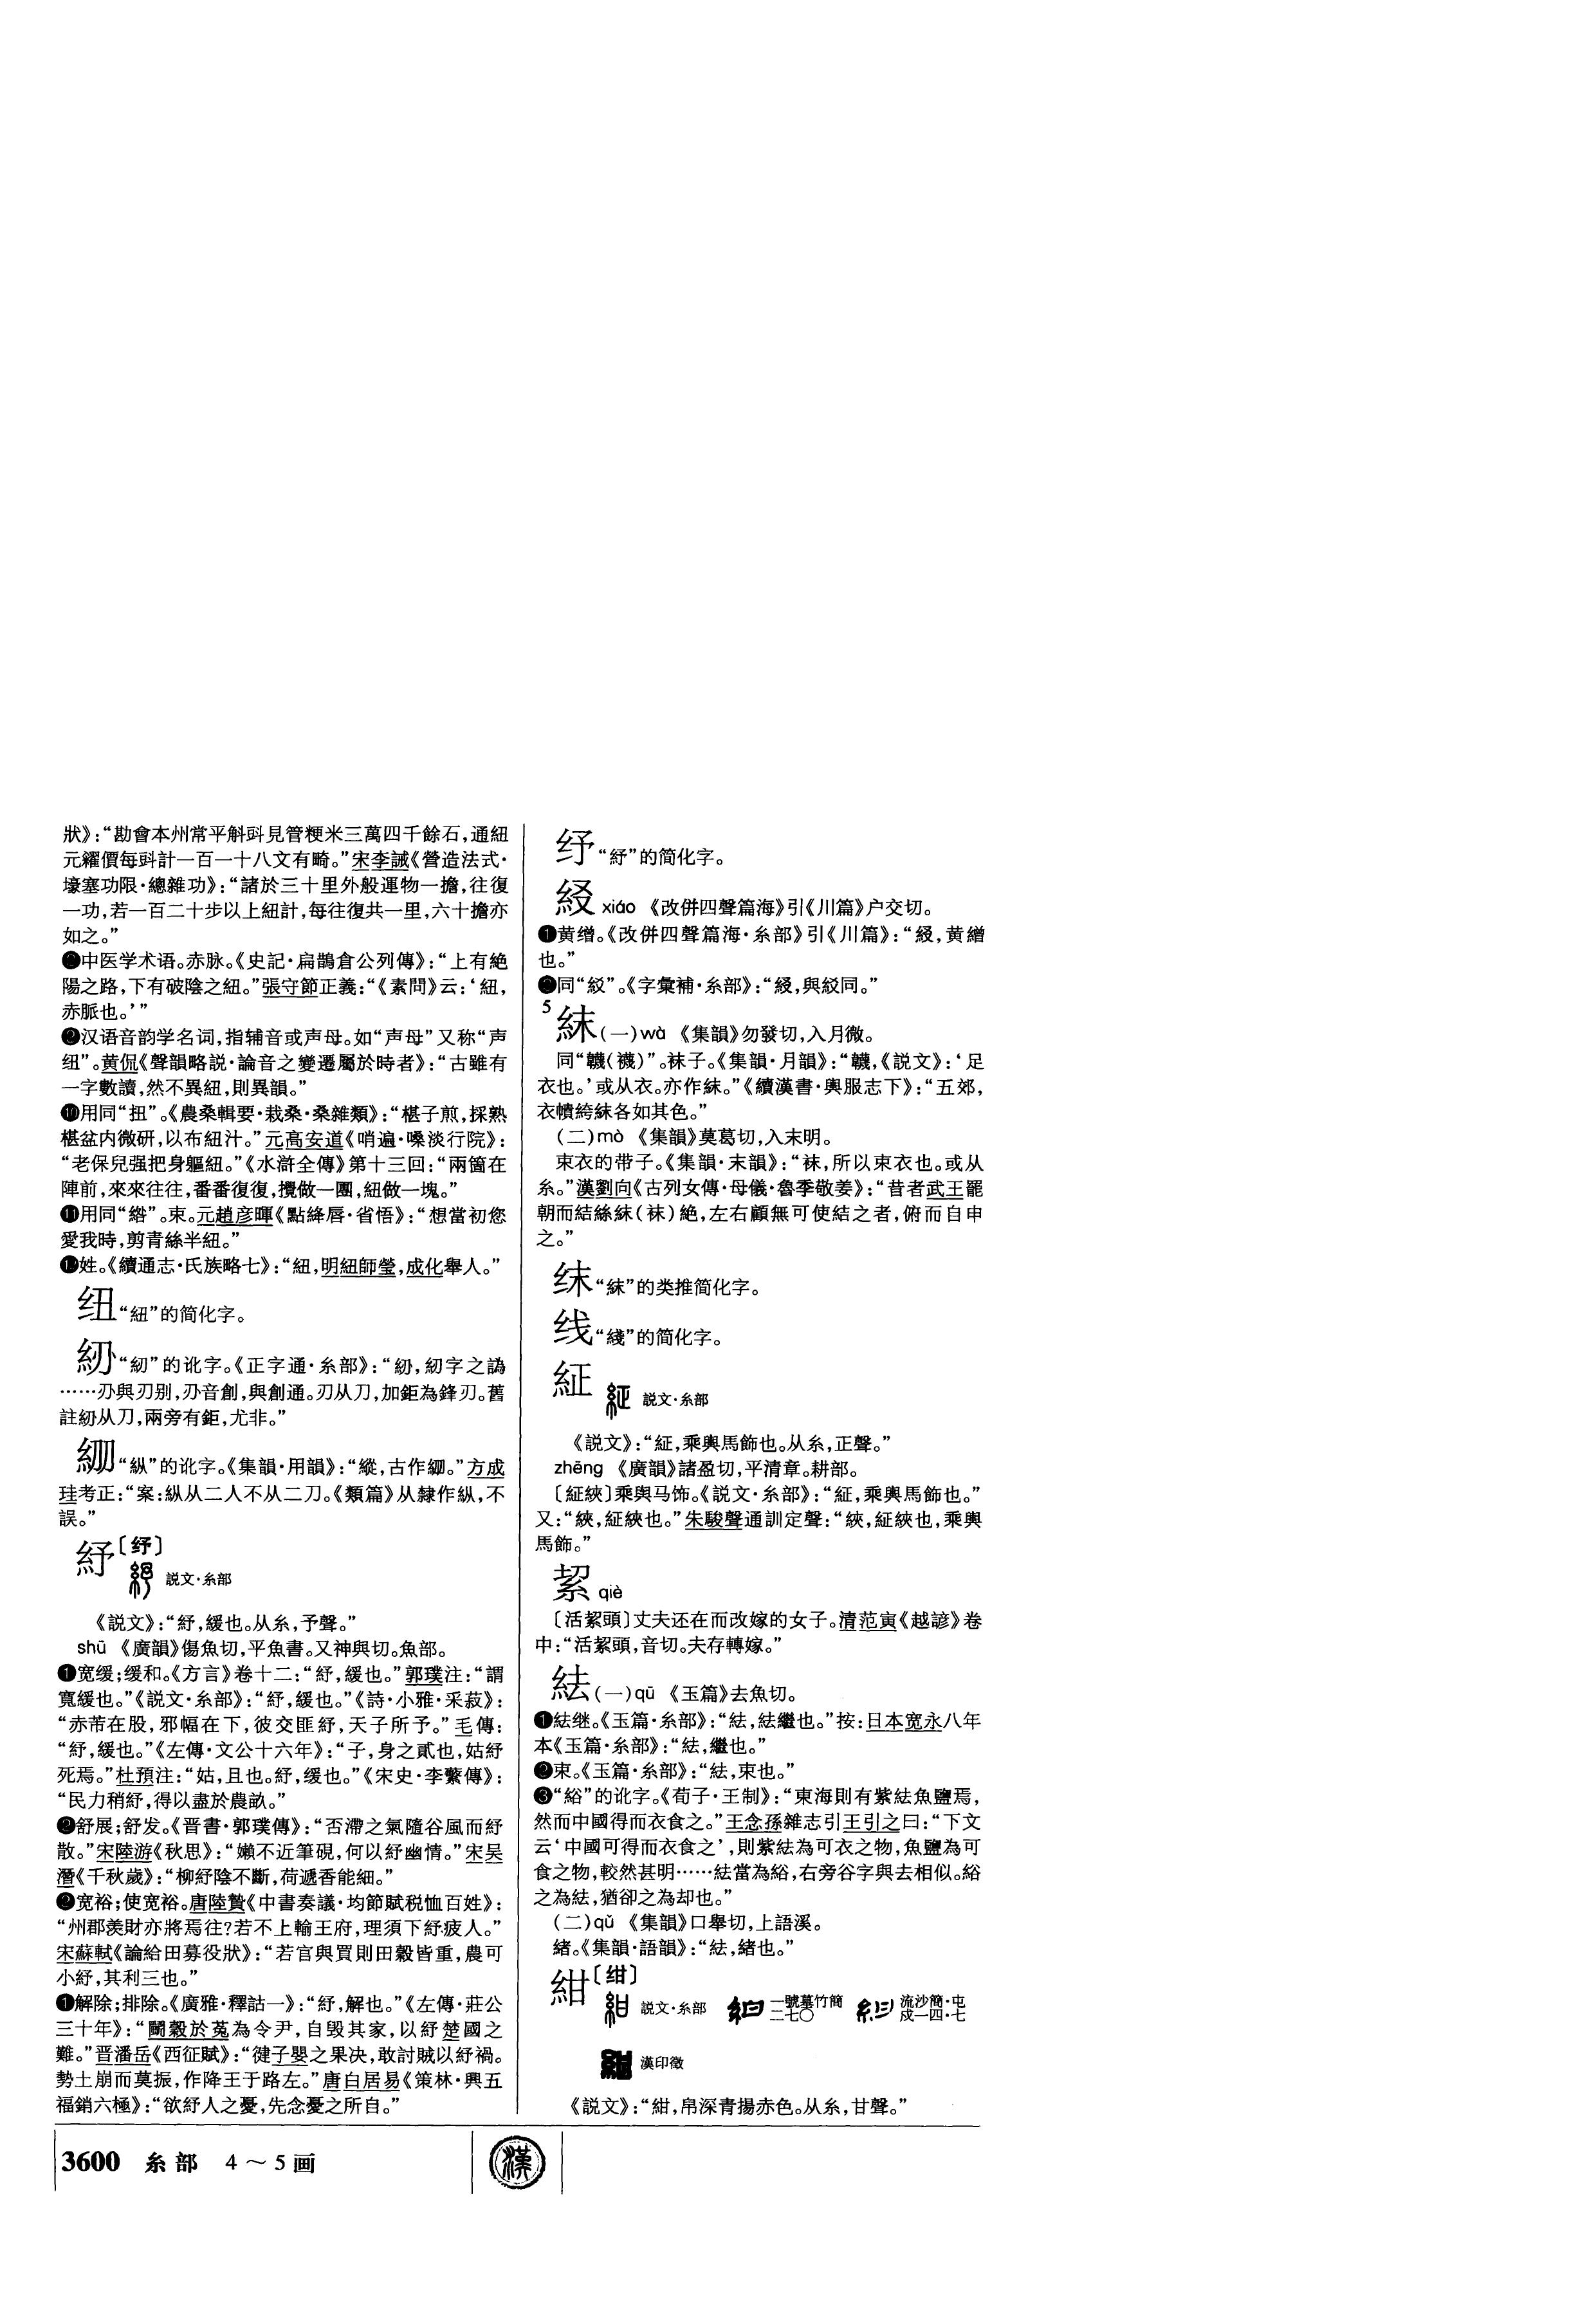 狀》：“勘會本州常平斛㪷見管粳米三萬四千餘石，通紐
元糴價每㪷計一百一十八文有畸。”宋李誡《營造法式·
壕塞功限·總雜功》：“諸於三十里外般運物一擔，往復
一功，若一百二十步以上紐計，每往復共一里，六十擔亦
如之。”
中医学术语。赤脉。《史記·扁鵲倉公列傳》：“上有絶
陽之路，下有破陰之紐。”張守節正義：“《素問》云：‘紐，
赤脈也。’”
汉语音韵学名词，指辅音或声母。如“声母”又称“声
纽”。黄侃《聲韻略説·論音之變遷屬於時者》：“古雖有
一字數讀，然不異紐，則異韻。”
❿用同“扭”。《農桑輯要·栽桑·桑雜類》：“椹子煎，採熟
椹盆内微研，以布紐汁。”元高安道《哨遍·嗓淡行院》：
“老保兒强把身軀紐。”《水滸全傳》第十三回：“兩箇在
陣前，來來往往，番番復復，攪做一團，紐做一塊。”
⓫用同“綹”。束。元趙彦暉《點絳唇·省悟》：“想當初您
愛我時，剪青絲半紐。”
⓬姓。《續通志·氏族略七》：“紐，明紐師瑩，成化舉人。”
纽“紐”的简化字。
“紉”的讹字。《正字通·糸部》：“，紉字之譌
……刅與刃别，刅音創，與創通。刃从刀，加鉅為鋒刃。舊
註从刀，兩旁有鉅，尤非。”
“縱”的讹字。《集韻·用韻》：“縱，古作。”方成
珪考正：“案：紃从二人不从二刀。《類篇》从隸作，不
誤。”
紓〔纾〕
説文·糸部
《説文》：“紓，緩也。从糸，予聲。”
shū 《廣韻》傷魚切，平魚書。又神與切。魚部。
❶宽缓；缓和。《方言》卷十二：“紓，緩也。”郭璞注：“謂
寬緩也。”《説文·糸部》：“紓，緩也。”《詩·小雅·采菽》：
“赤芾在股，邪幅在下，彼交匪紓，天子所予。”毛傳：
“紓，緩也。”《左傳·文公十六年》：“子，身之貳也，姑紓
死焉。”杜預注：“姑，且也。紓，缓也。”《宋史·李蘩傳》：
“民力稍紓，得以盡於農畝。”
❷舒展；舒发。《晋書·郭璞傳》：“否滯之氣隨谷風而紓
散。”宋陸游《秋思》：“嬾不近筆硯，何以紓幽情。”宋吴
潛《千秋歲》：“柳紓陰不斷，荷遞香能細。”
宽裕；使宽裕。唐陸贄《中書奏議·均節賦税恤百姓》：
“州郡羨財亦將焉往？若不上輸王府，理須下紓疲人。”
宋蘇軾《論給田募役狀》：“若官與買則田穀皆重，農可
小紓，其利三也。”
解除；排除。《廣雅·釋詁一》：“紓，解也。”《左傳·莊公
三十年》：“鬭穀於菟為令尹，自毁其家，以紓楚國之
難。”晋潘岳《西征賦》：“健子嬰之果决，敢討賊以紓禍。
勢土崩而莫振，作降王于路左。”唐白居易《策林·興五
福銷六極》：“欲紓人之憂，先念憂之所自。”
纾“紓”的简化字。
xiáo 《改併四聲篇海》引《川篇》户交切。
❶黄缯。《改併四聲篇海·糸部》引《川篇》：“，黄繒
也。”
❷同“絞”。《字彙補·糸部》：“，與絞同。”
5
絑(一)wà 《集韻》勿發切，入月微。
同“韤(襪)”。袜子。《集韻·月韻》：“韤，《説文》：‘足
衣也。’或从衣。亦作䋞。”《續漢書·輿服志下》：“五郊，
衣幘絝䋞各如其色。”
(二)mò 《集韻》莫葛切，入末明。
束衣的带子。《集韻·末韻》：“袜，所以束衣也。或从
糸。”漢劉向《古列女傳·母儀·魯季敬姜》：“昔者武王罷
朝而結絲䋞(袜)絶，左右顧無可使結之者，俯而自申
之。”
“䋞”的类推简化字。
线“綫”的简化字。
紝 説文·糸部
《説文》：“䋊，乘輿馬飾也。从糸，正聲。”
zhēng 《廣韻》諸盈切，平清章。耕部。
〔䋊綊〕乘舆马饰。《説文·糸部》：“䋊，乘輿馬飾也。”
又：“綊，䋊綊也。”朱駿聲通訓定聲：“綊，䋊綊也，乘輿
馬飾。”
qiè
〔活頭〕丈夫还在而改嫁的女子。清范寅《越諺》卷
中：“活頭，音切。夫存轉嫁。”
紶(一)qū 《玉篇》去魚切。
❶紶继。《玉篇·糸部》：“紶，紶繼也。”按：日本宽永八年
本《玉篇·糸部》：“紶，繼也。”
❷束。《玉篇·糸部》：“紶，束也。”
❸“綌”的讹字。《荀子·王制》：“東海則有紫紶魚鹽焉，
然而中國得而衣食之。”王念孫雜志引王引之曰：“下文
云‘中國可得而衣食之’，則紫紶為可衣之物，魚鹽為可
食之物，較然甚明……紶當為綌，右旁谷字與去相似。綌
之為紶，猶卻之為却也。”
(二)qǔ 《集韻》口舉切，上語溪。
緒。《集韻·語韻》：“紶，緒也。”
紺〔绀〕
説文·糸部 一號墓竹簡二七〇 流沙簡·屯戍一四·七
漢印徵
《説文》：“紺，帛深青揚赤色。从糸，甘聲。”
3600 糸部 4～5画
漢